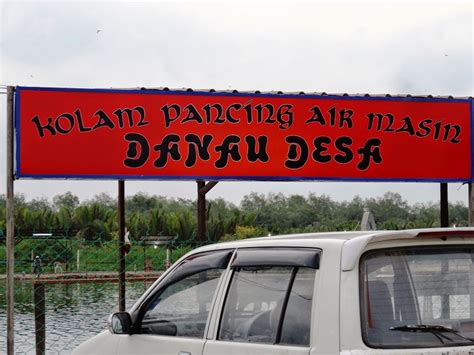 KOLAM PANCING AIR MASIN
DANAU DESA